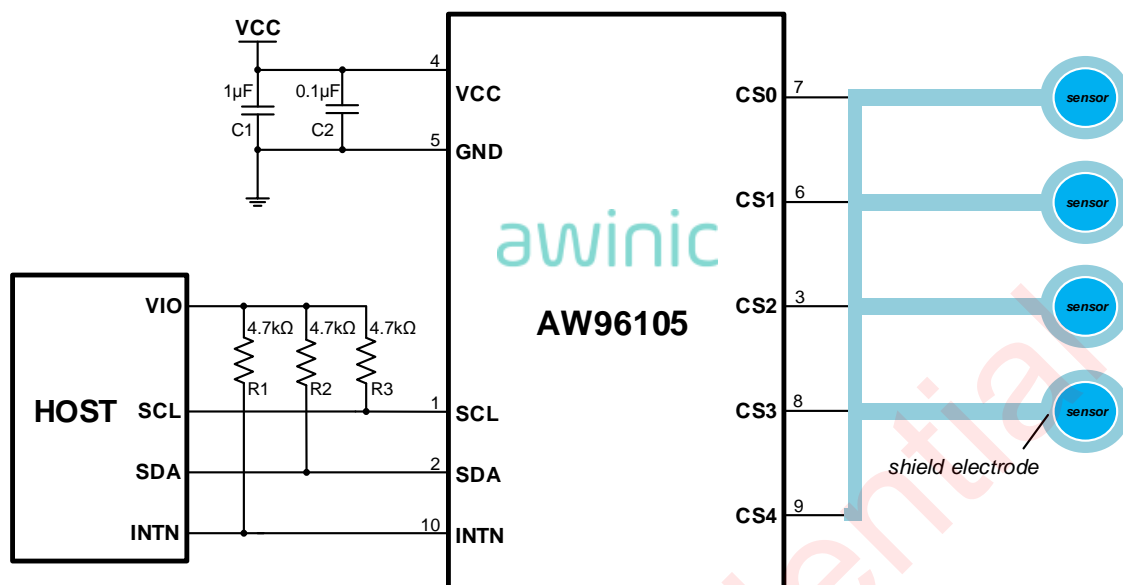 VCC
1µF
0.1µF
C1
C2
4
VCC
5
GND
awinic
AW96105
CS0
7
sensor
CS1
6
sensor
CS2
3
sensor
CS3
8
sensor
shield electrode
CS4
9
HOST
VIO
4.7kΩ
4.7kΩ
4.7kΩ
R1
R2
R3
SCL
1
SCL
SDA
2
SDA
INTN
10
INTN
ential